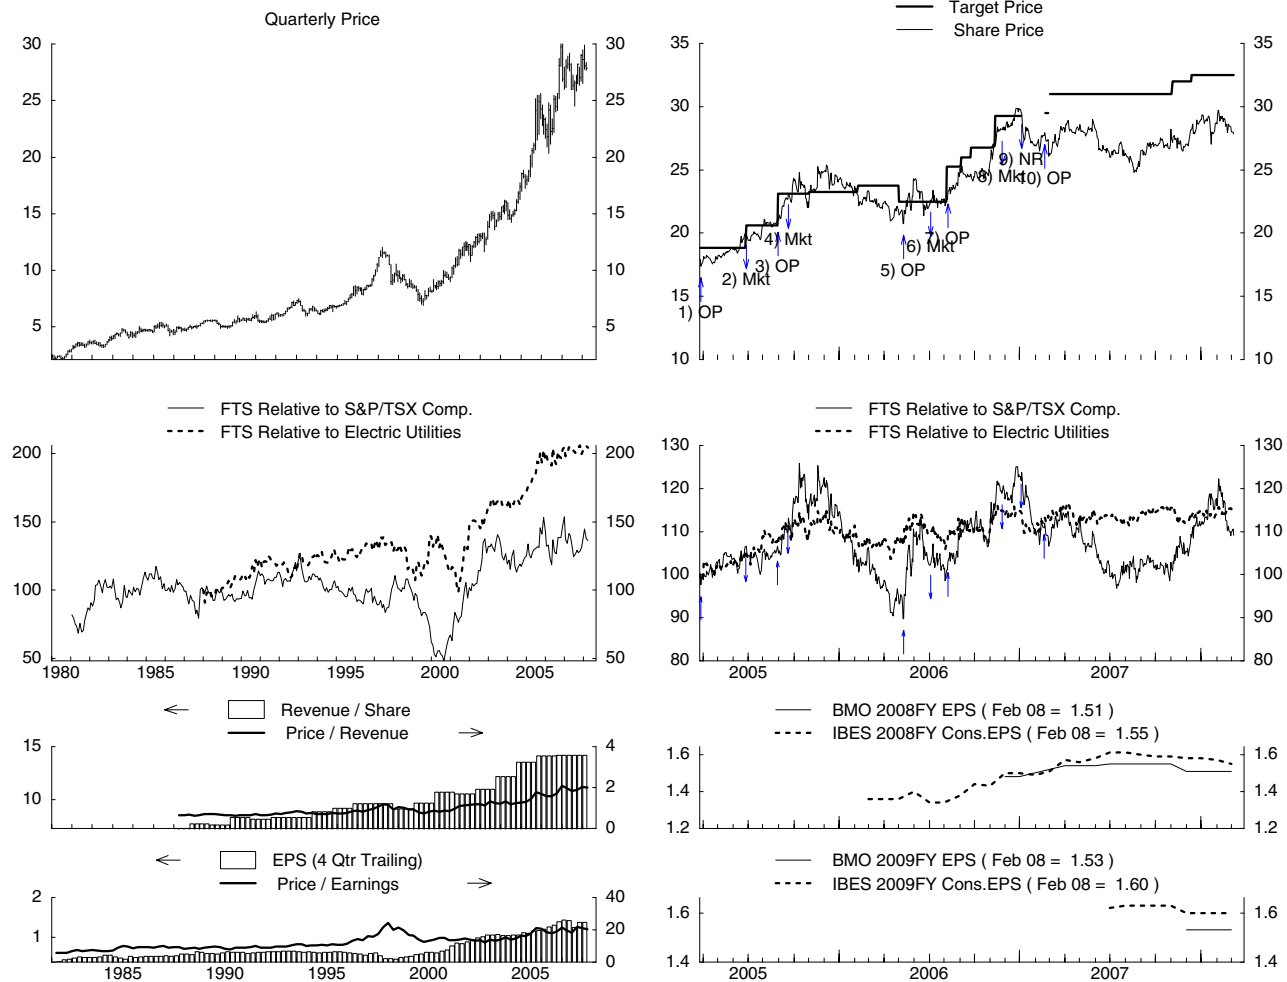 Quarterly Price
30 30
25 25
20 20
15 15
10 10
5 5
Target Price
Share Price
35 35
30 30
25 25
20 20
15 15
10 10
1) OP
2) Mkt
3) OP
4) Mkt
5) OP
6) Mkt
7) OP
8) Mkt
9) NR
10) OP
FTS Relative to S&P/TSX Comp.
FTS Relative to Electric Utilities
200 200
150 150
100 100
50 50
1980 1985 1990 1995 2000 2005
FTS Relative to S&P/TSX Comp.
FTS Relative to Electric Utilities
130 130
120 120
110 110
100 100
90 90
80 80
2005 2006 2007
Revenue / Share
Price / Revenue
15 4
10 2
0
BMO 2008FY EPS ( Feb 08 = 1.51 )
IBES 2008FY Cons.EPS ( Feb 08 = 1.55 )
1.6 1.6
1.4 1.4
1.2 1.2
EPS (4 Qtr Trailing)
Price / Earnings
2 40
1 20
0
1985 1990 1995 2000 2005
BMO 2009FY EPS ( Feb 08 = 1.53 )
IBES 2009FY Cons.EPS ( Feb 08 = 1.60 )
1.6 1.6
1.4 1.4
2005 2006 2007